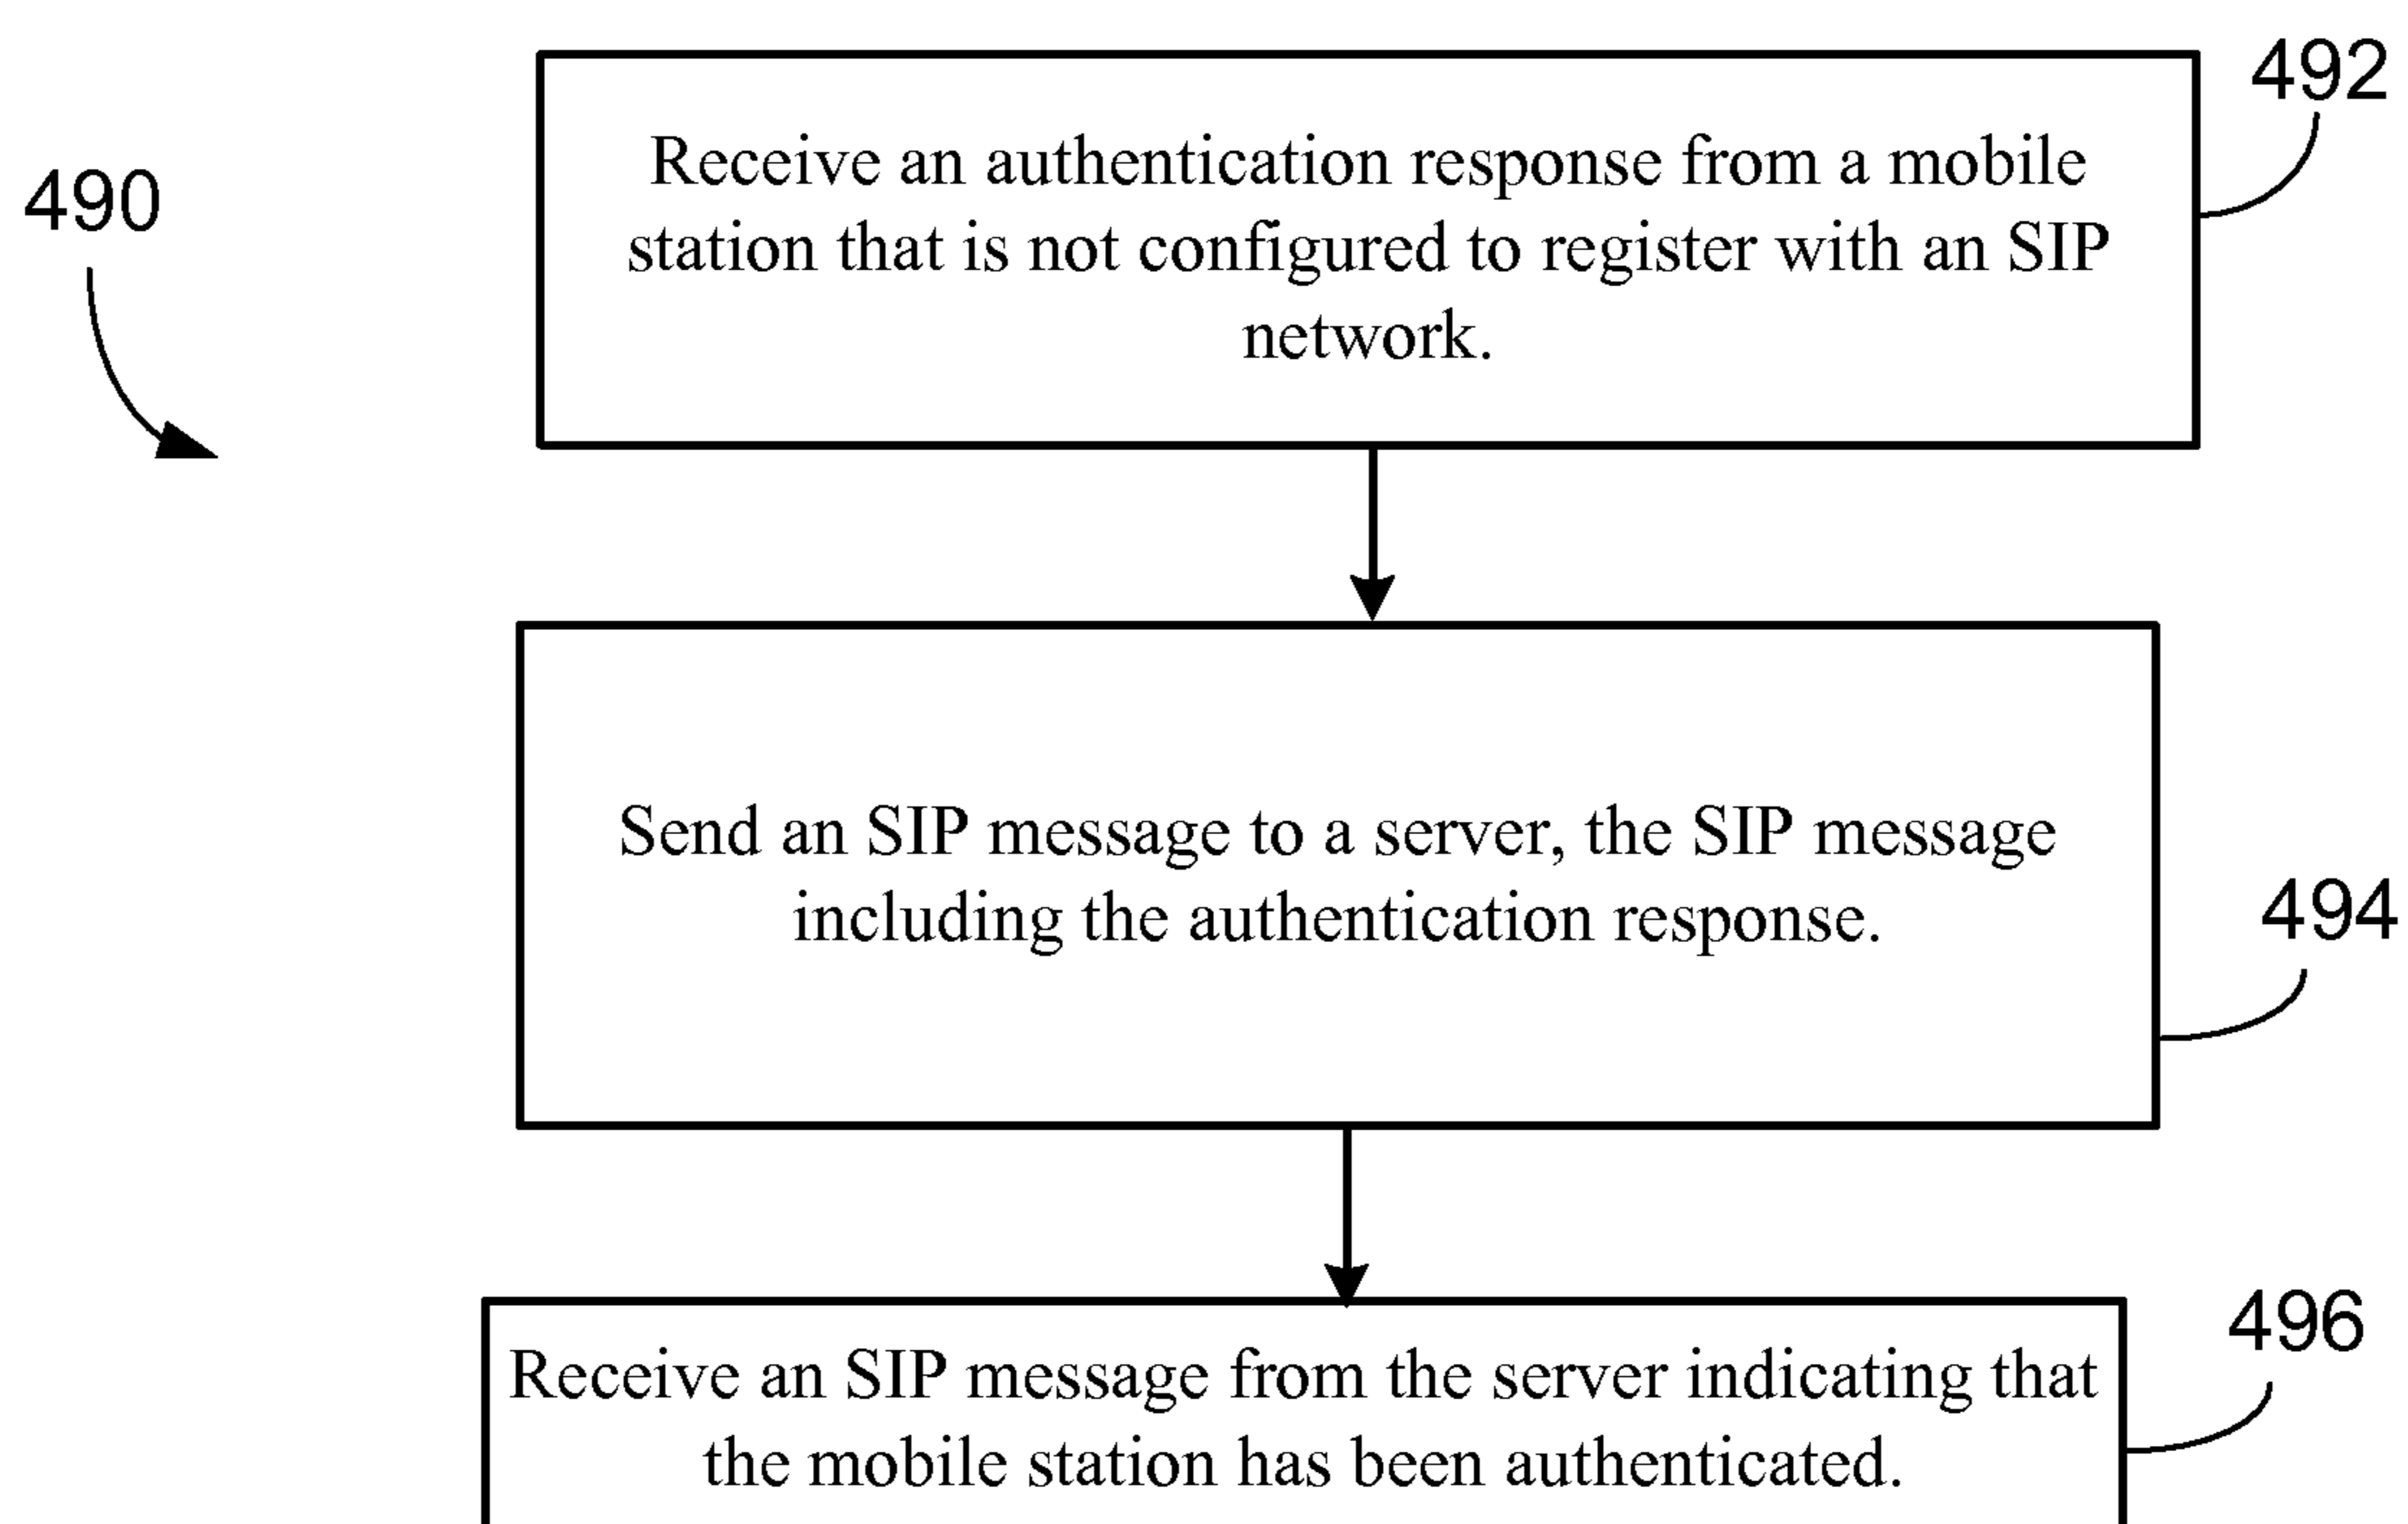 492
Receive an authentication response from a mobile
station that is not configured to register with an SIP
network.
490
Send an SIP message to a server, the SIP message
including the authentication response.
494
496
Receive an SIP message from the server indicating that
the mobile station has been authenticated.